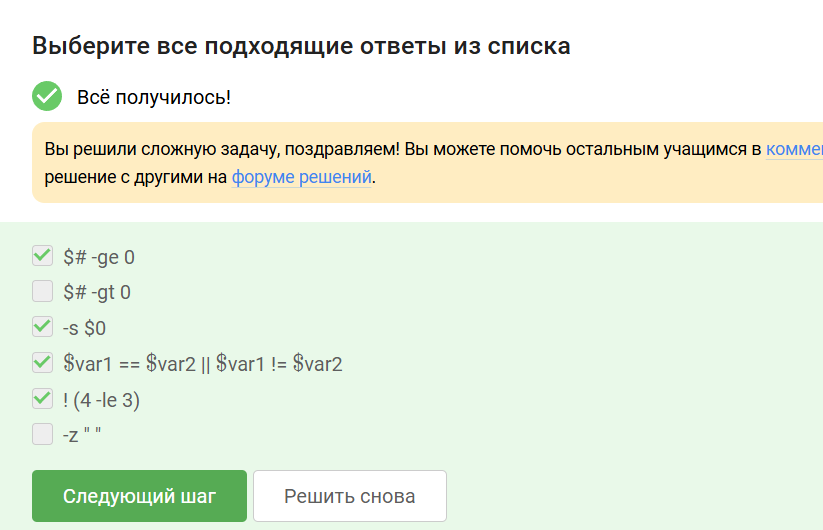 Выберите все подходящие ответы из списка
Всё получилось!
Вы решили сложную задачу, поздравляем! Вы можете помочь остальным учащимся в
решение с другими на форуме решений.
$# -ge 0
$# -gt 0
-s $0
$var1 == $var2 || $var1 != $var2
! (4 -le 3)
-z " "
Следующий шаг
Решить снова